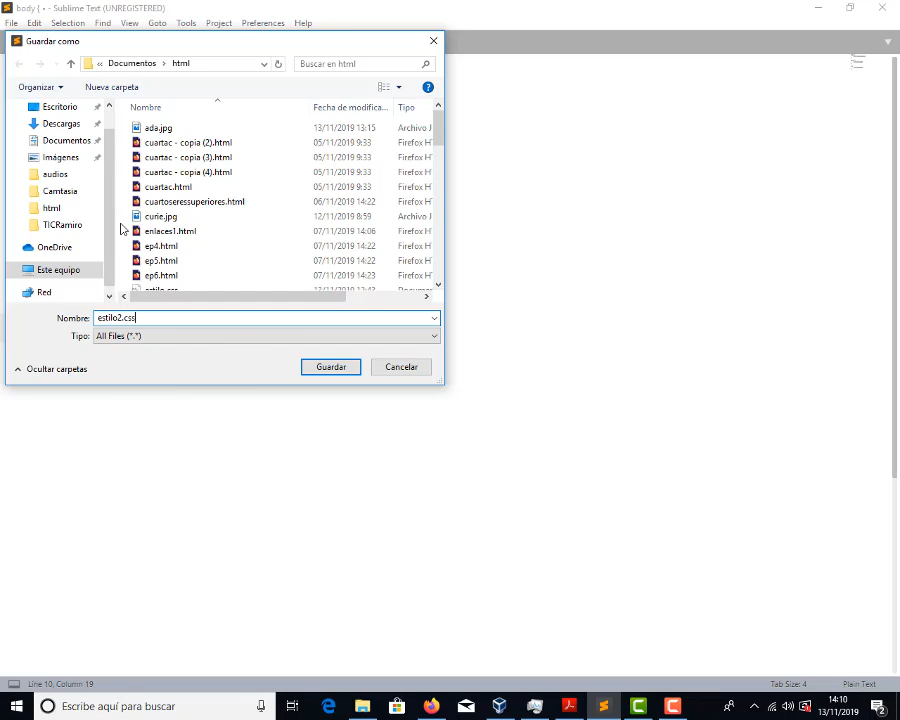 body { • - Sublime Text (UNREGISTERED)
File Edit Selection Find View Goto Tools Project Preferences Help
Guardar como
« Documentos › html
Buscar en html
Organizar Nueva carpeta
Nombre Fecha de modifica... Tipo
Escritorio
Descargas
Documentos
Imágenes
audios
Camtasia
html
TICRamiro
OneDrive
Este equipo
Red
ada.jpg 13/11/2019 13:15 Archivo J
cuartac - copia (2).html 05/11/2019 9:33 Firefox H
cuartac - copia (3).html 05/11/2019 9:33 Firefox H
cuartac - copia (4).html 05/11/2019 9:33 Firefox H
cuartac.html 05/11/2019 9:33 Firefox H
cuartoseressuperiores.html 06/11/2019 14:22 Firefox H
curie.jpg 12/11/2019 8:59 Archivo J
enlaces1.html 07/11/2019 14:06 Firefox H
ep4.html 07/11/2019 14:22 Firefox H
ep5.html 07/11/2019 14:22 Firefox H
ep6.html 07/11/2019 14:23 Firefox H
Nombre: estilo2.css
Tipo: All Files (*.*)
Ocultar carpetas
Guardar Cancelar
Line 10, Column 19 Tab Size: 4 Plain Text
Escribe aquí para buscar
14:10
13/11/2019
2